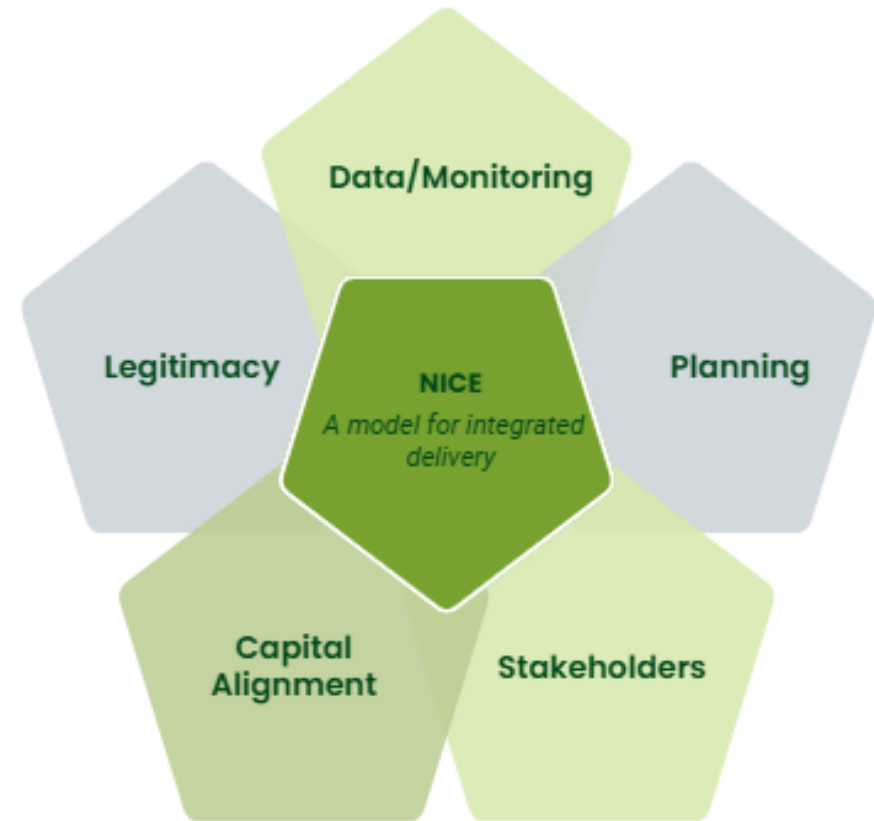 Data/Monitoring
Legitimacy
Planning
NICE
A model for integrated
delivery
Capital
Alignment
Stakeholders